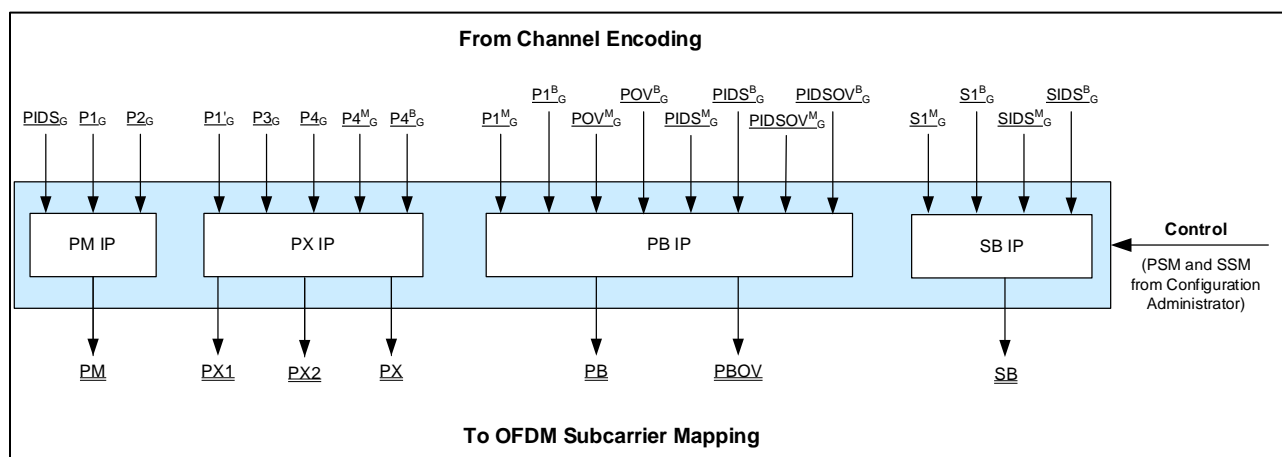 From Channel Encoding
P1ᴮG POVᴮG PIDSᴮG PIDSOVᴮG S1ᴮG SIDSᴮG
PIDSG P1G P2G P1'G P3G P4G P4ᴹG P4ᴮG P1ᴹG POVᴹG PIDSᴹG PIDSOVᴹG S1ᴹG SIDSᴹG
PM IP PX IP PB IP SB IP
Control
(PSM and SSM
from Configuration
Administrator)
PM PX1 PX2 PX PB PBOV SB
To OFDM Subcarrier Mapping